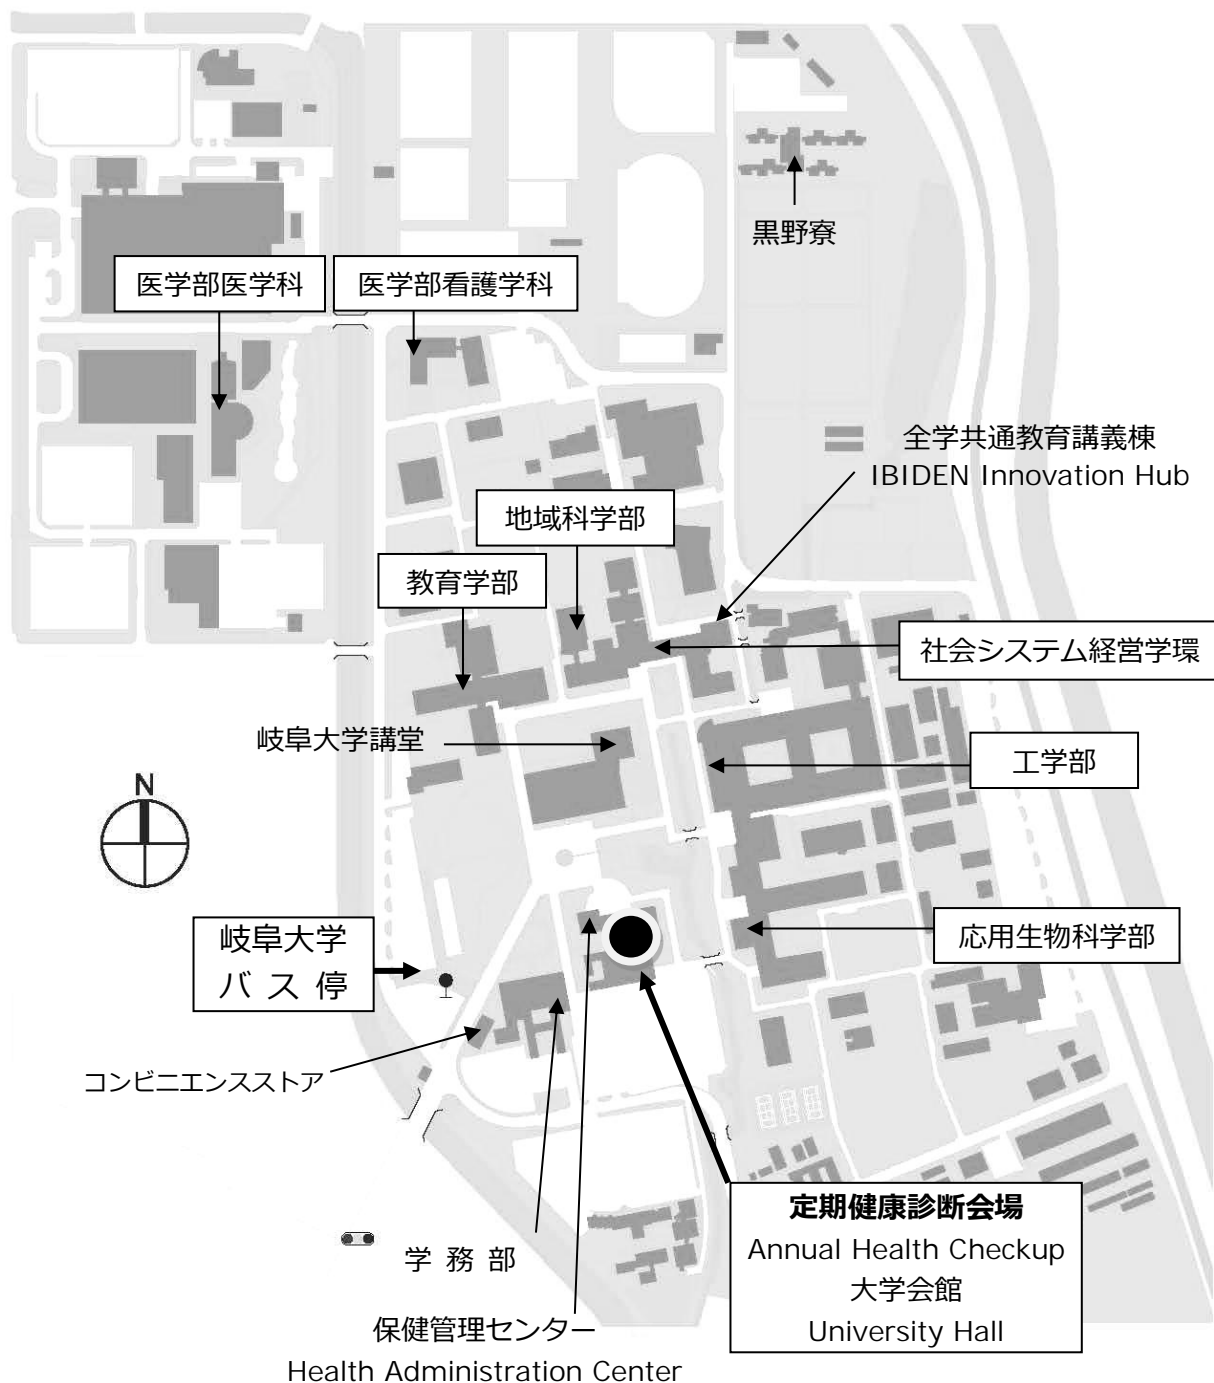 黒野寮
医学部医学科
医学部看護学科
全学共通教育講義棟
IBIDEN Innovation Hub
地域科学部
教育学部
社会システム経営学環
岐阜大学講堂
工学部
N
岐阜大学
バス停
応用生物科学部
コンビニエンスストア
学務部
保健管理センター
Health Administration Center
定期健康診断会場
Annual Health Checkup
大学会館
University Hall